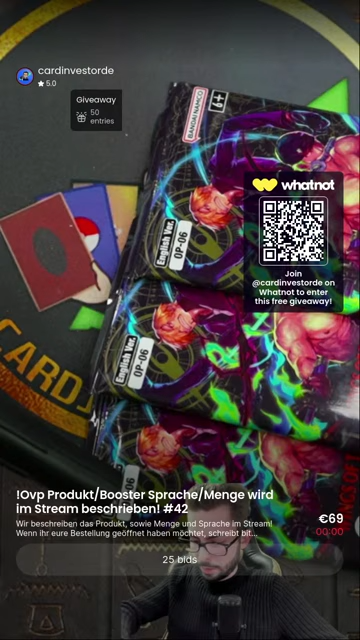 cardinvestorde
5.0
Giveaway
50
entries
BANDAI NAMCO
6+
whatnot
Join
@cardinvestorde on
Whatnot to enter
this free giveaway!
English Ver.
OP-06
English Ver.
OP-06
English Ver.
OP-06
CARD
!Ovp Produkt/Booster Sprache/Menge wird
im Stream beschrieben! #42
€69
Wir beschreiben das Produkt, sowie Menge und Sprache im Stream!
00:00
Wenn ihr eure Bestellung geöffnet haben möchtet, schreibt bit...
25 bids